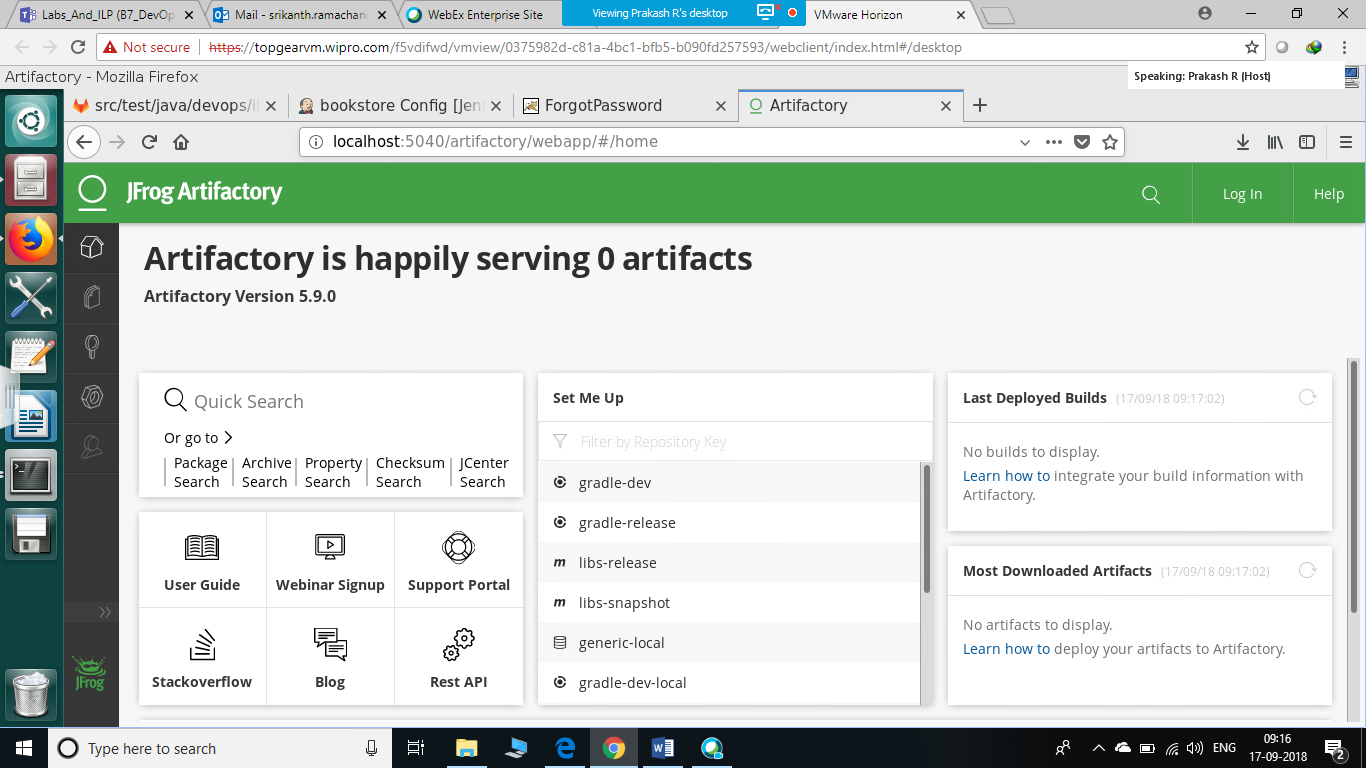 Labs_And_ILP (B7_DevOp
Mail - srikanth.ramachand
WebEx Enterprise Site
Viewing Prakash R's desktop
VMware Horizon
Not secure
https://topgearvm.wipro.com/f5vdifwd/vmview/0375982d-c81a-4bc1-bfb5-b090fd257593/webclient/index.html#/desktop
Artifactory - Mozilla Firefox
Speaking: Prakash R (Host)
src/test/java/devops/il
bookstore Config [Jen
ForgotPassword
Artifactory
localhost:5040/artifactory/webapp/#/home
JFrog Artifactory
Log In
Help
Artifactory is happily serving 0 artifacts
Artifactory Version 5.9.0
Quick Search
Or go to
Package Search
Archive Search
Property Search
Checksum Search
JCenter Search
User Guide
Webinar Signup
Support Portal
Stackoverflow
Blog
Rest API
Set Me Up
Filter by Repository Key
gradle-dev
gradle-release
m libs-release
m libs-snapshot
generic-local
gradle-dev-local
Last Deployed Builds (17/09/18 09:17:02)
No builds to display.
Learn how to integrate your build information with
Artifactory.
Most Downloaded Artifacts (17/09/18 09:17:02)
No artifacts to display.
Learn how to deploy your artifacts to Artifactory.
JFrog
Type here to search
ENG
09:16
17-09-2018
2